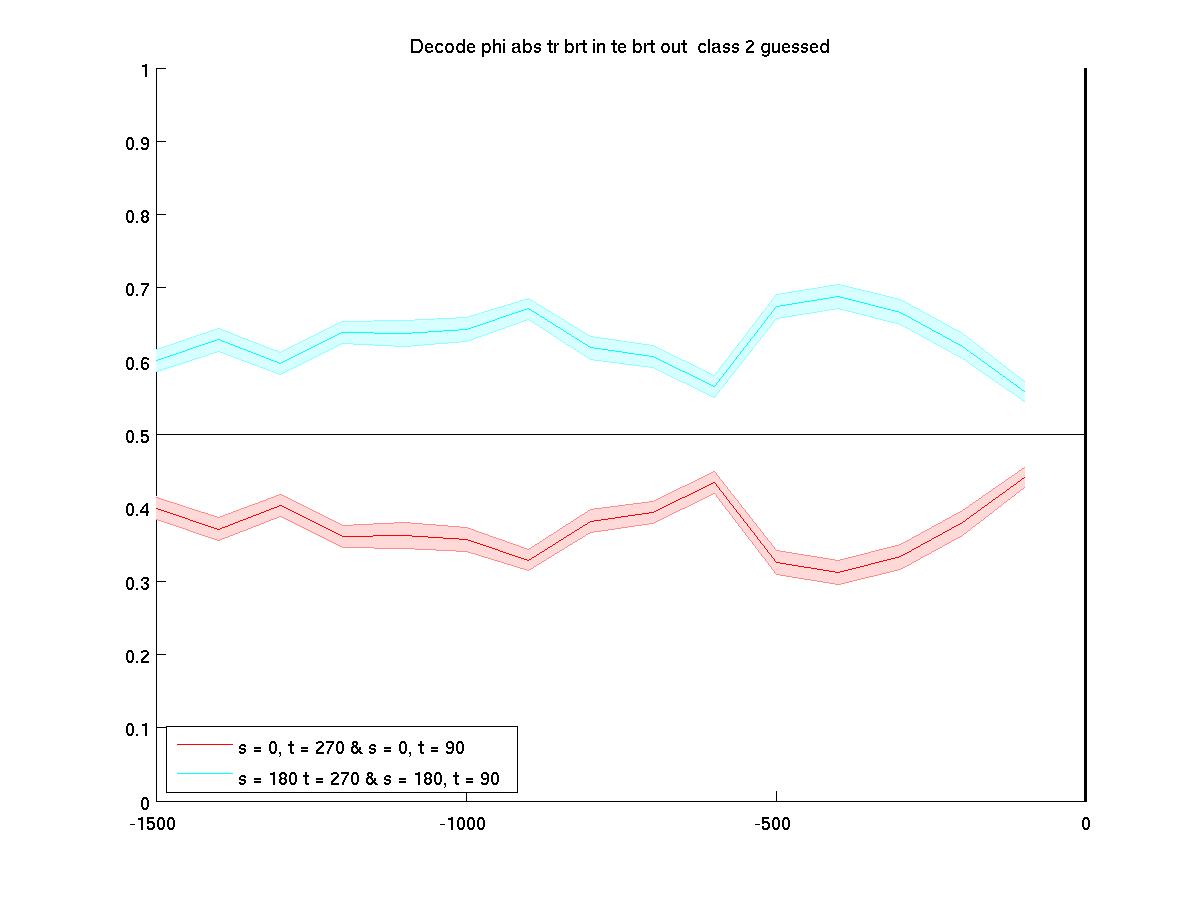 Decode phi abs tr brt in te brt out  class 2 guessed
1
0.9
0.8
0.7
0.6
0.5
0.4
0.3
0.2
0.1
0
s = 0, t = 270 & s = 0, t = 90
s = 180 t = 270 & s = 180, t = 90
-1500 -1000 -500 0